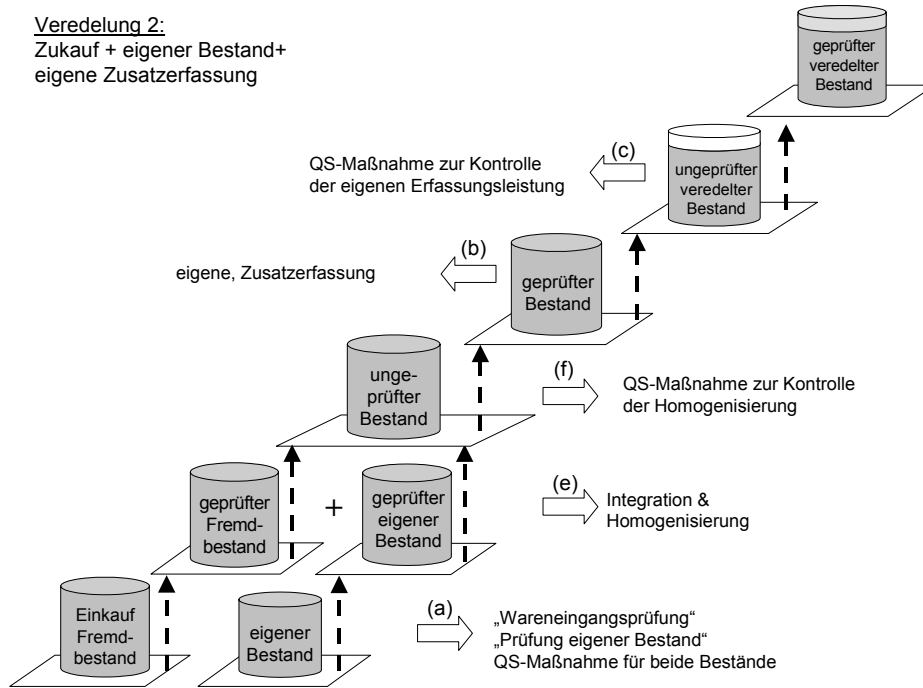 Veredelung 2:
Zukauf + eigener Bestand+
eigene Zusatzerfassung
geprüfter
veredelter
Bestand
(c)
QS-Maßnahme zur Kontrolle
der eigenen Erfassungsleistung
ungeprüfter
veredelter
Bestand
(b)
eigene, Zusatzerfassung
geprüfter
Bestand
unge-
prüfter
Bestand
(f)
QS-Maßnahme zur Kontrolle
der Homogenisierung
geprüfter
Fremd-
bestand
+
geprüfter
eigener
Bestand
(e)
Integration &
Homogenisierung
Einkauf
Fremd-
bestand
eigener
Bestand
(a)
„Wareneingangsprüfung“
„Prüfung eigener Bestand“
QS-Maßnahme für beide Bestände